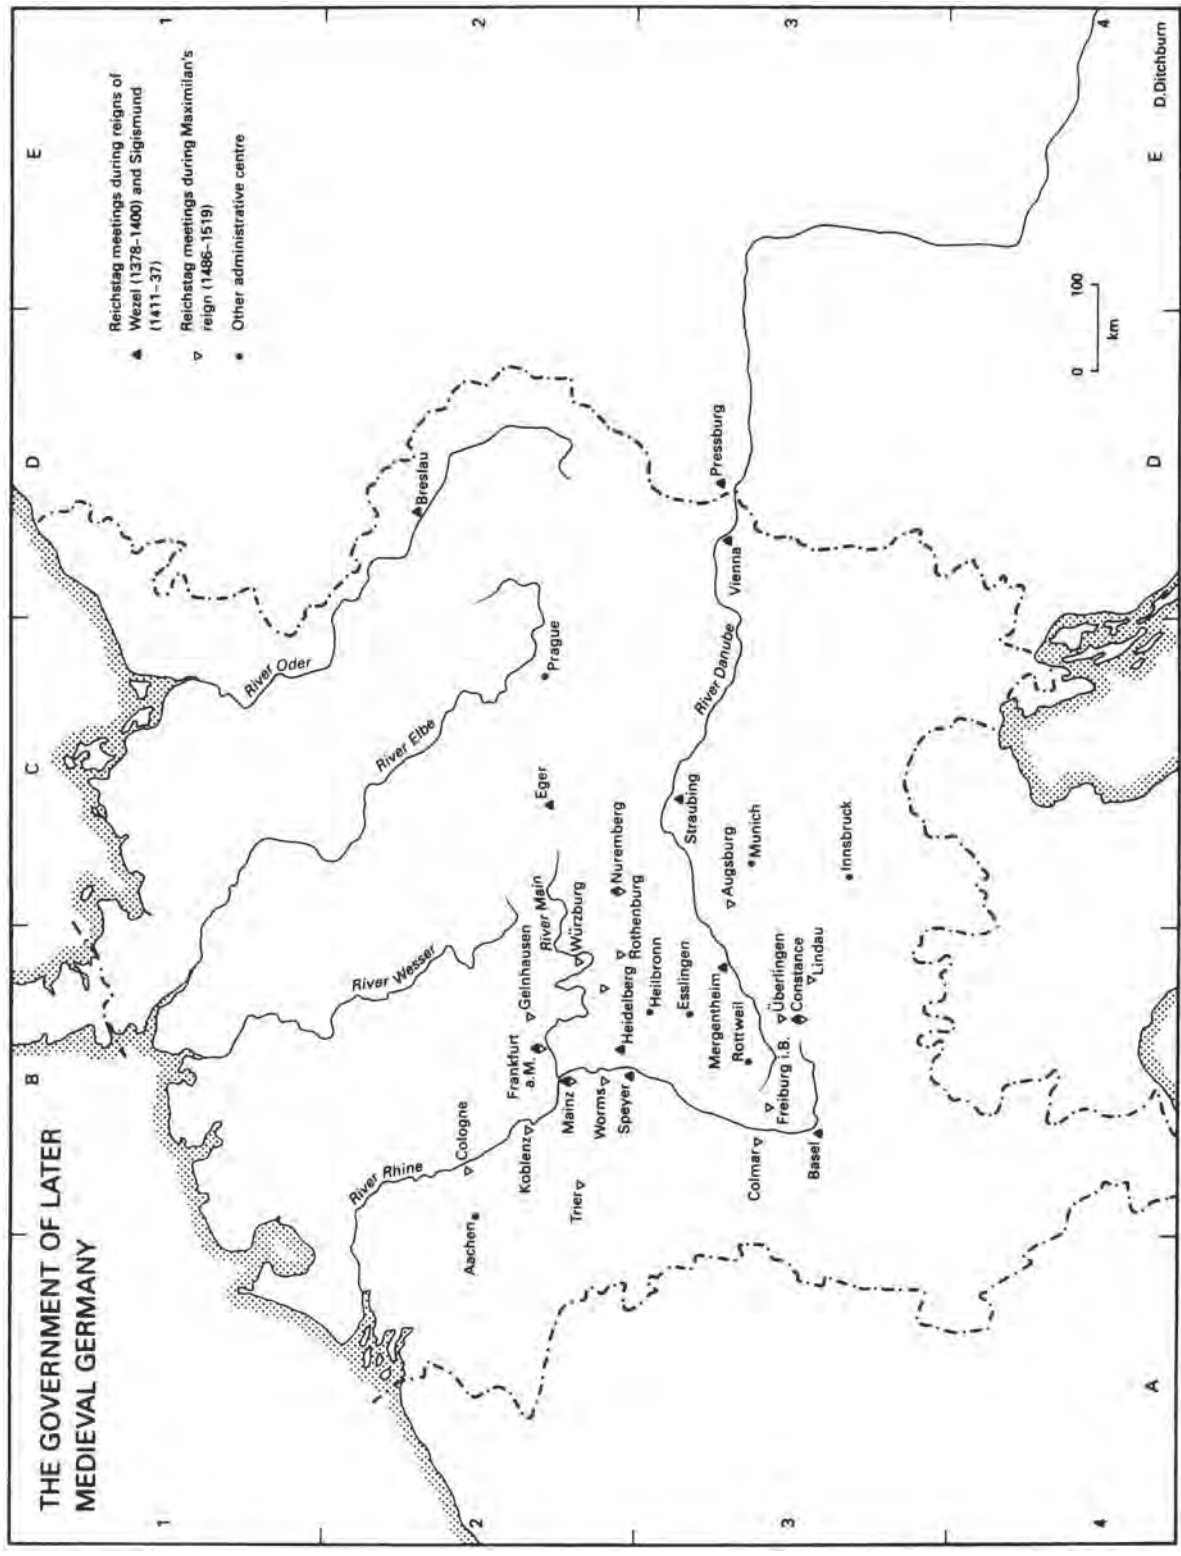 THE GOVERNMENT OF LATER
MEDIEVAL GERMANY
A
B
C
D
E
1
2
3
4
1
2
3
4
A
D
E
Reichstag meetings during reigns of
Wezel (1378–1400) and Sigismund
(1411–37)
Reichstag meetings during Maximilan's
reign (1486–1519)
Other administrative centre
River Oder
River Elbe
River Wesser
River Rhine
River Main
River Danube
Breslau
Prague
Eger
Aachen
Cologne
Koblenz
Frankfurt
a.M.
Gelnhausen
Würzburg
Mainz
Trier
Worms
Speyer
Heidelberg
Rothenburg
Nuremberg
Heilbronn
Esslingen
Mergentheim
Rottweil
Straubing
Augsburg
Munich
Innsbruck
Vienna
Pressburg
Colmar
Freiburg i.B.
Basel
Überlingen
Constance
Lindau
0 100
km
D.Ditchburn